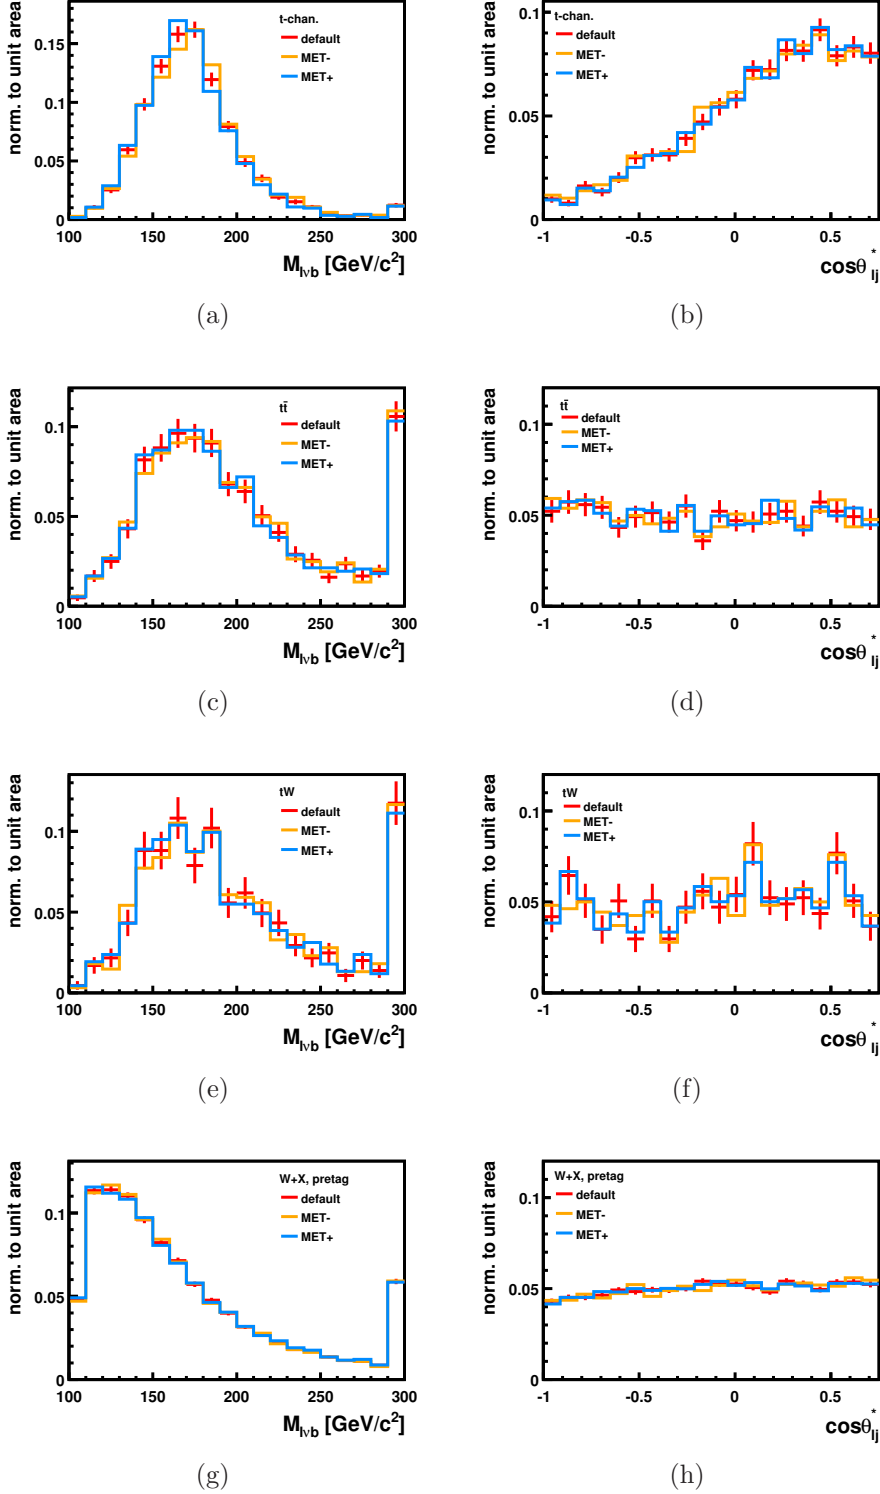 norm. to unit area
0.15
0.1
0.05
0
t-chan.
default
MET-
MET+
100 150 200 250 300
M_lνb [GeV/c²]
(a)
norm. to unit area
0.1
0.05
0
t-chan.
default
MET-
MET+
-1 -0.5 0 0.5
cosθ*_lj
(b)
norm. to unit area
0.1
0.05
0
tt̄
default
MET-
MET+
100 150 200 250 300
M_lνb [GeV/c²]
(c)
norm. to unit area
0.1
0.05
0
tt̄
default
MET-
MET+
-1 -0.5 0 0.5
cosθ*_lj
(d)
norm. to unit area
0.1
0.05
0
tW
default
MET-
MET+
100 150 200 250 300
M_lνb [GeV/c²]
(e)
norm. to unit area
0.1
0.05
0
tW
default
MET-
MET+
-1 -0.5 0 0.5
cosθ*_lj
(f)
norm. to unit area
0.1
0.05
0
W+X, pretag
default
MET-
MET+
100 150 200 250 300
M_lνb [GeV/c²]
(g)
norm. to unit area
0.1
0.05
0
W+X, pretag
default
MET-
MET+
-1 -0.5 0 0.5
cosθ*_lj
(h)